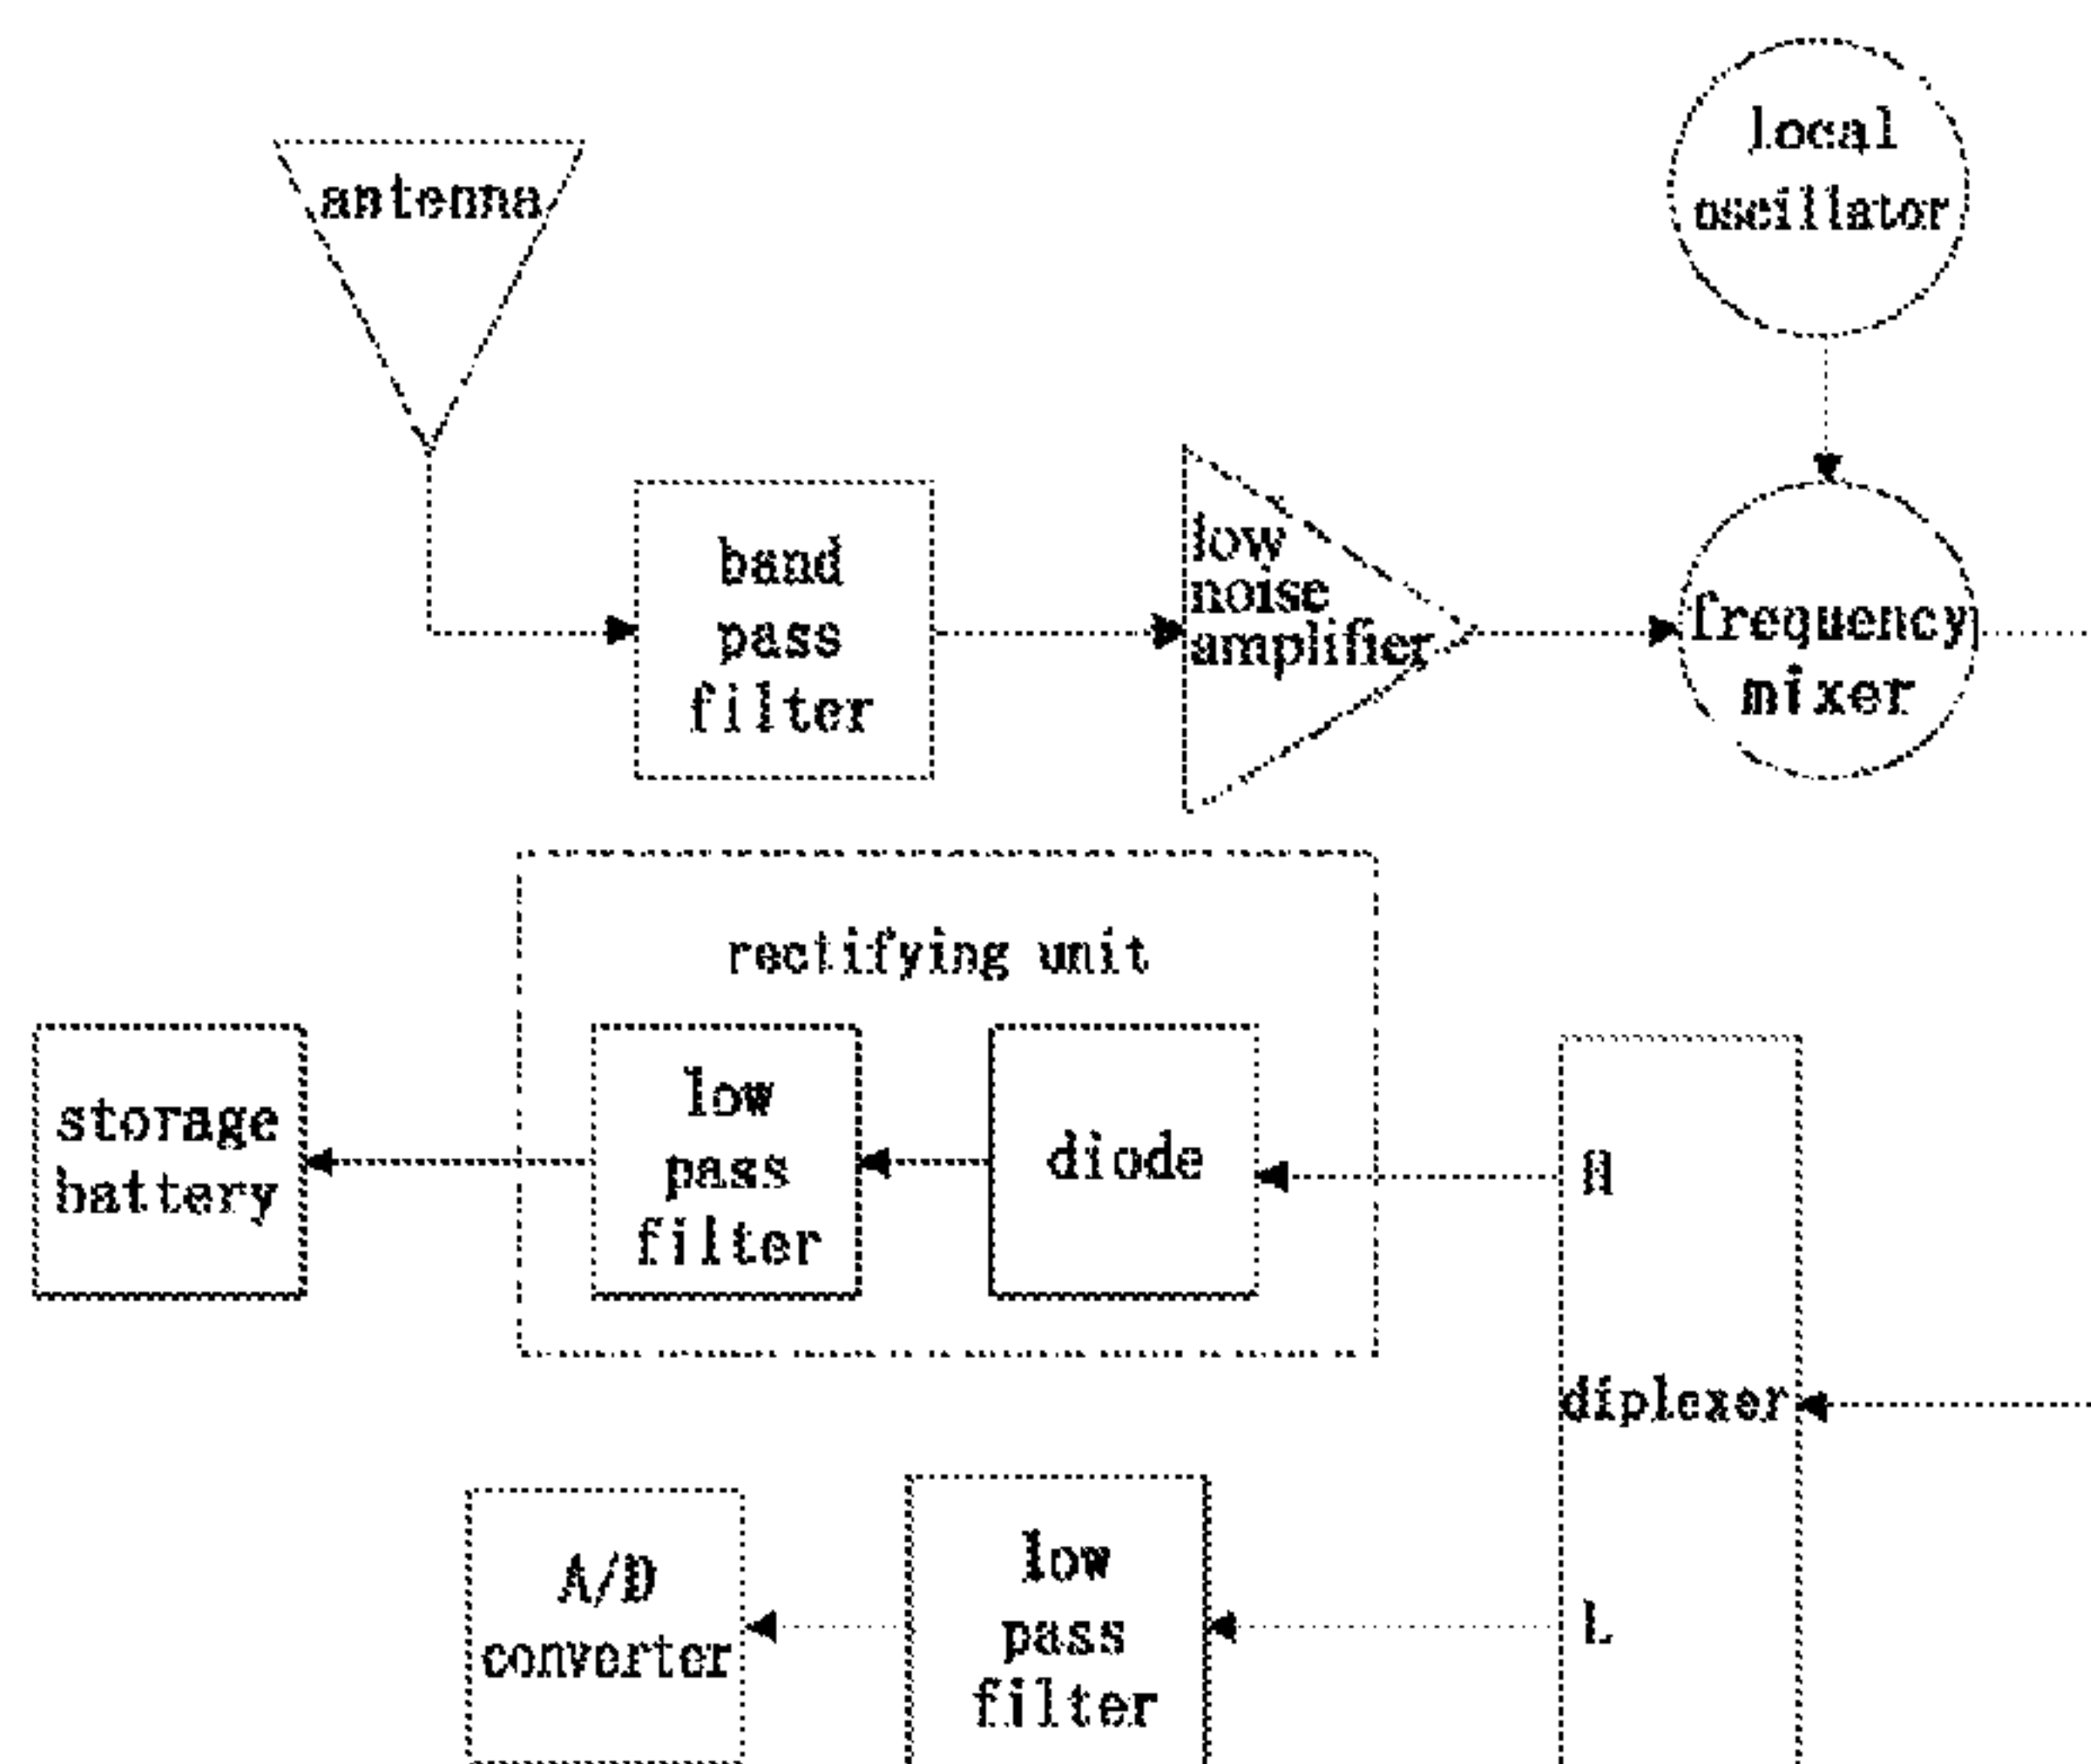 local
oscillator
antenna
band
pass
filter
low
noise
amplifier
frequency
mixer
rectifying unit
storage
battery
low
pass
filter
diode
H
diplexer
L
A/D
converter
low
pass
filter